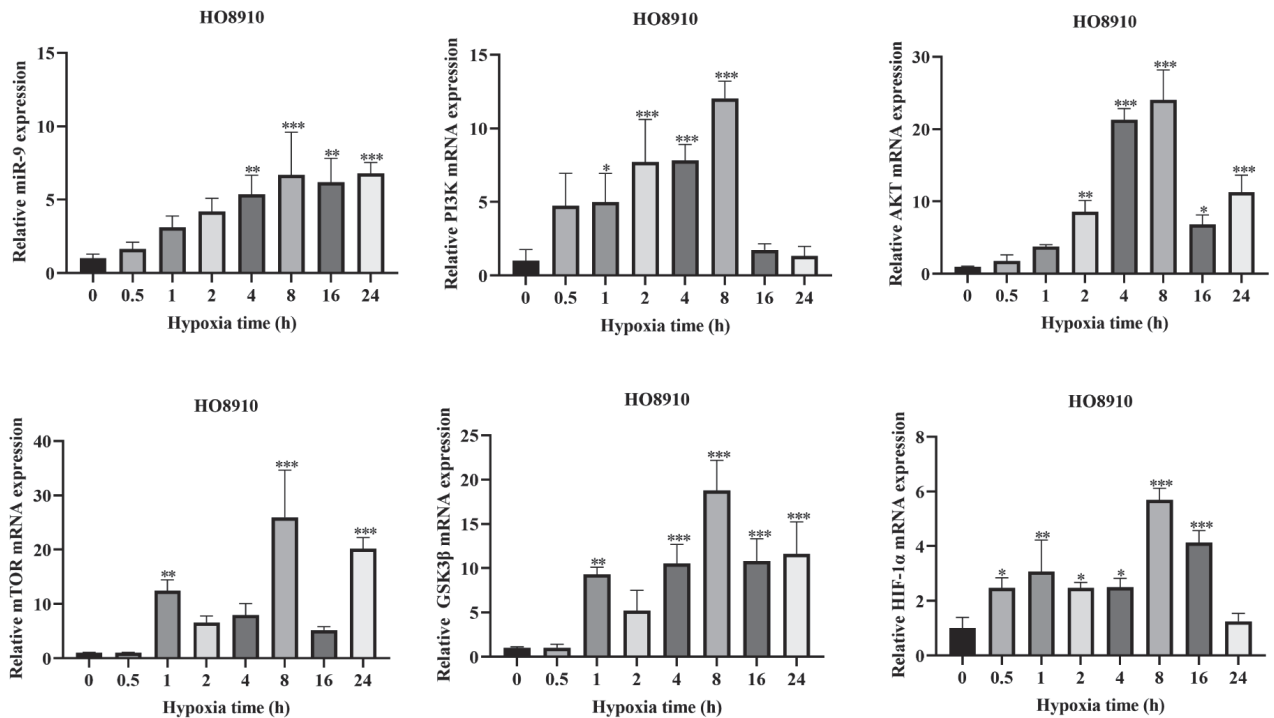 HO8910
Relative miR-9 expression
15
10
5
0
**
***
**
***
0 0.5 1 2 4 8 16 24
Hypoxia time (h)
HO8910
Relative PI3K mRNA expression
15
10
5
0
*
***
***
***
0 0.5 1 2 4 8 16 24
Hypoxia time (h)
HO8910
Relative AKT mRNA expression
30
20
10
0
**
***
***
*
***
0 0.5 1 2 4 8 16 24
Hypoxia time (h)
HO8910
Relative mTOR mRNA expression
40
30
20
10
0
**
***
***
0 0.5 1 2 4 8 16 24
Hypoxia time (h)
HO8910
Relative GSK3β mRNA expression
25
20
15
10
5
0
**
***
***
***
***
0 0.5 1 2 4 8 16 24
Hypoxia time (h)
HO8910
Relative HIF-1α mRNA expression
8
6
4
2
0
*
**
*
*
***
***
0 0.5 1 2 4 8 16 24
Hypoxia time (h)